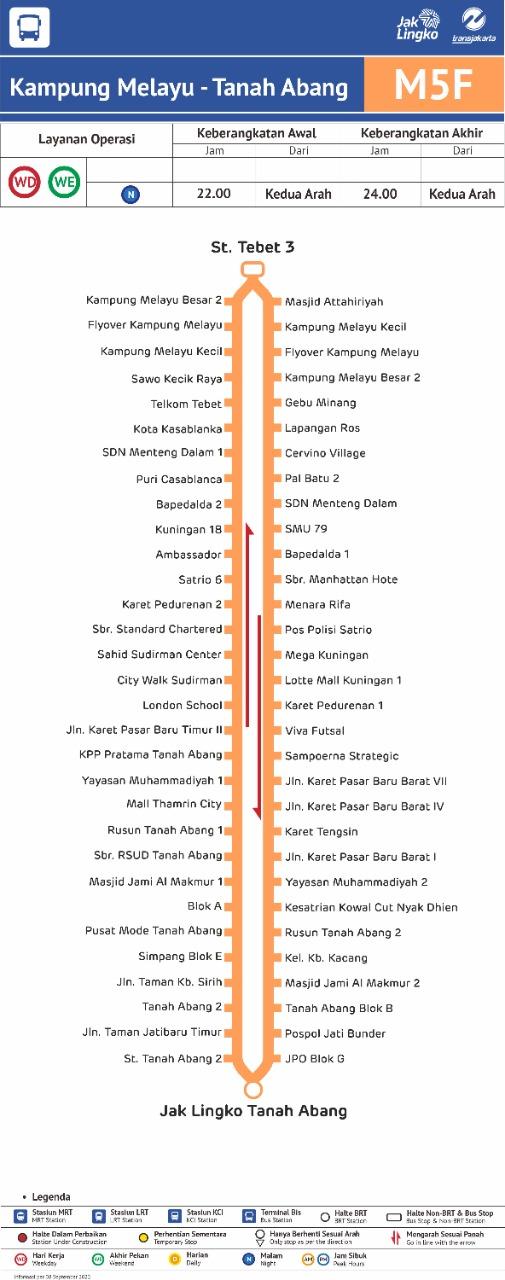 Jak Lingko
transjakarta
Kampung Melayu - Tanah Abang
M5F
Layanan Operasi
Keberangkatan Awal
Keberangkatan Akhir
Jam
Dari
Jam
Dari
WD
WE
N
22.00
Kedua Arah
24.00
Kedua Arah
St. Tebet 3
Kampung Melayu Besar 2
Flyover Kampung Melayu
Kampung Melayu Kecil
Sawo Kecik Raya
Telkom Tebet
Kota Kasablanka
SDN Menteng Dalam 1
Puri Casablanca
Bapedalda 2
Kuningan 18
Ambassador
Satrio 6
Karet Pedurenan 2
Sbr. Standard Chartered
Sahid Sudirman Center
City Walk Sudirman
London School
Jln. Karet Pasar Baru Timur II
KPP Pratama Tanah Abang
Yayasan Muhammadiyah 1
Mall Thamrin City
Rusun Tanah Abang 1
Sbr. RSUD Tanah Abang
Masjid Jami Al Makmur 1
Blok A
Pusat Mode Tanah Abang
Simpang Blok E
Jln. Taman Kb. Sirih
Tanah Abang 2
Jln. Taman Jatibaru Timur
St. Tanah Abang 2
Masjid Attahiriyah
Kampung Melayu Kecil
Flyover Kampung Melayu
Kampung Melayu Besar 2
Gebu Minang
Lapangan Ros
Cervino Village
Pal Batu 2
SDN Menteng Dalam
SMU 79
Bapedalda 1
Sbr. Manhattan Hote
Menara Rifa
Pos Polisi Satrio
Mega Kuningan
Lotte Mall Kuningan 1
Karet Pedurenan 1
Viva Futsal
Sampoerna Strategic
Jln. Karet Pasar Baru Barat VII
Jln. Karet Pasar Baru Barat IV
Karet Tengsin
Jln. Karet Pasar Baru Barat I
Yayasan Muhammadiyah 2
Kesatrian Kowal Cut Nyak Dhien
Rusun Tanah Abang 2
Kel. Kb. Kacang
Masjid Jami Al Makmur 2
Tanah Abang Blok B
Pospol Jati Bunder
JPO Blok G
Jak Lingko Tanah Abang
• Legenda
Stasiun MRT
MRT Station
Stasiun LRT
LRT Station
Stasiun KCI
KCI Station
Terminal Bis
Bus Station
Halte BRT
BRT Station
Halte Non-BRT & Bus Stop
Bus Stop & Non-BRT Station
Halte Dalam Perbaikan
Station Under Construction
Perhentian Sementara
Temporary Stop
Hanya Berhenti Sesuai Arah
Only stop as per the direction
Mengarah Sesuai Panah
Go in line with the arrow
WD
Hari Kerja
Weekday
WE
Akhir Pekan
Weekend
D
Harian
Daily
N
Malam
Night
AM
PM
Jam Sibuk
Peak Hours